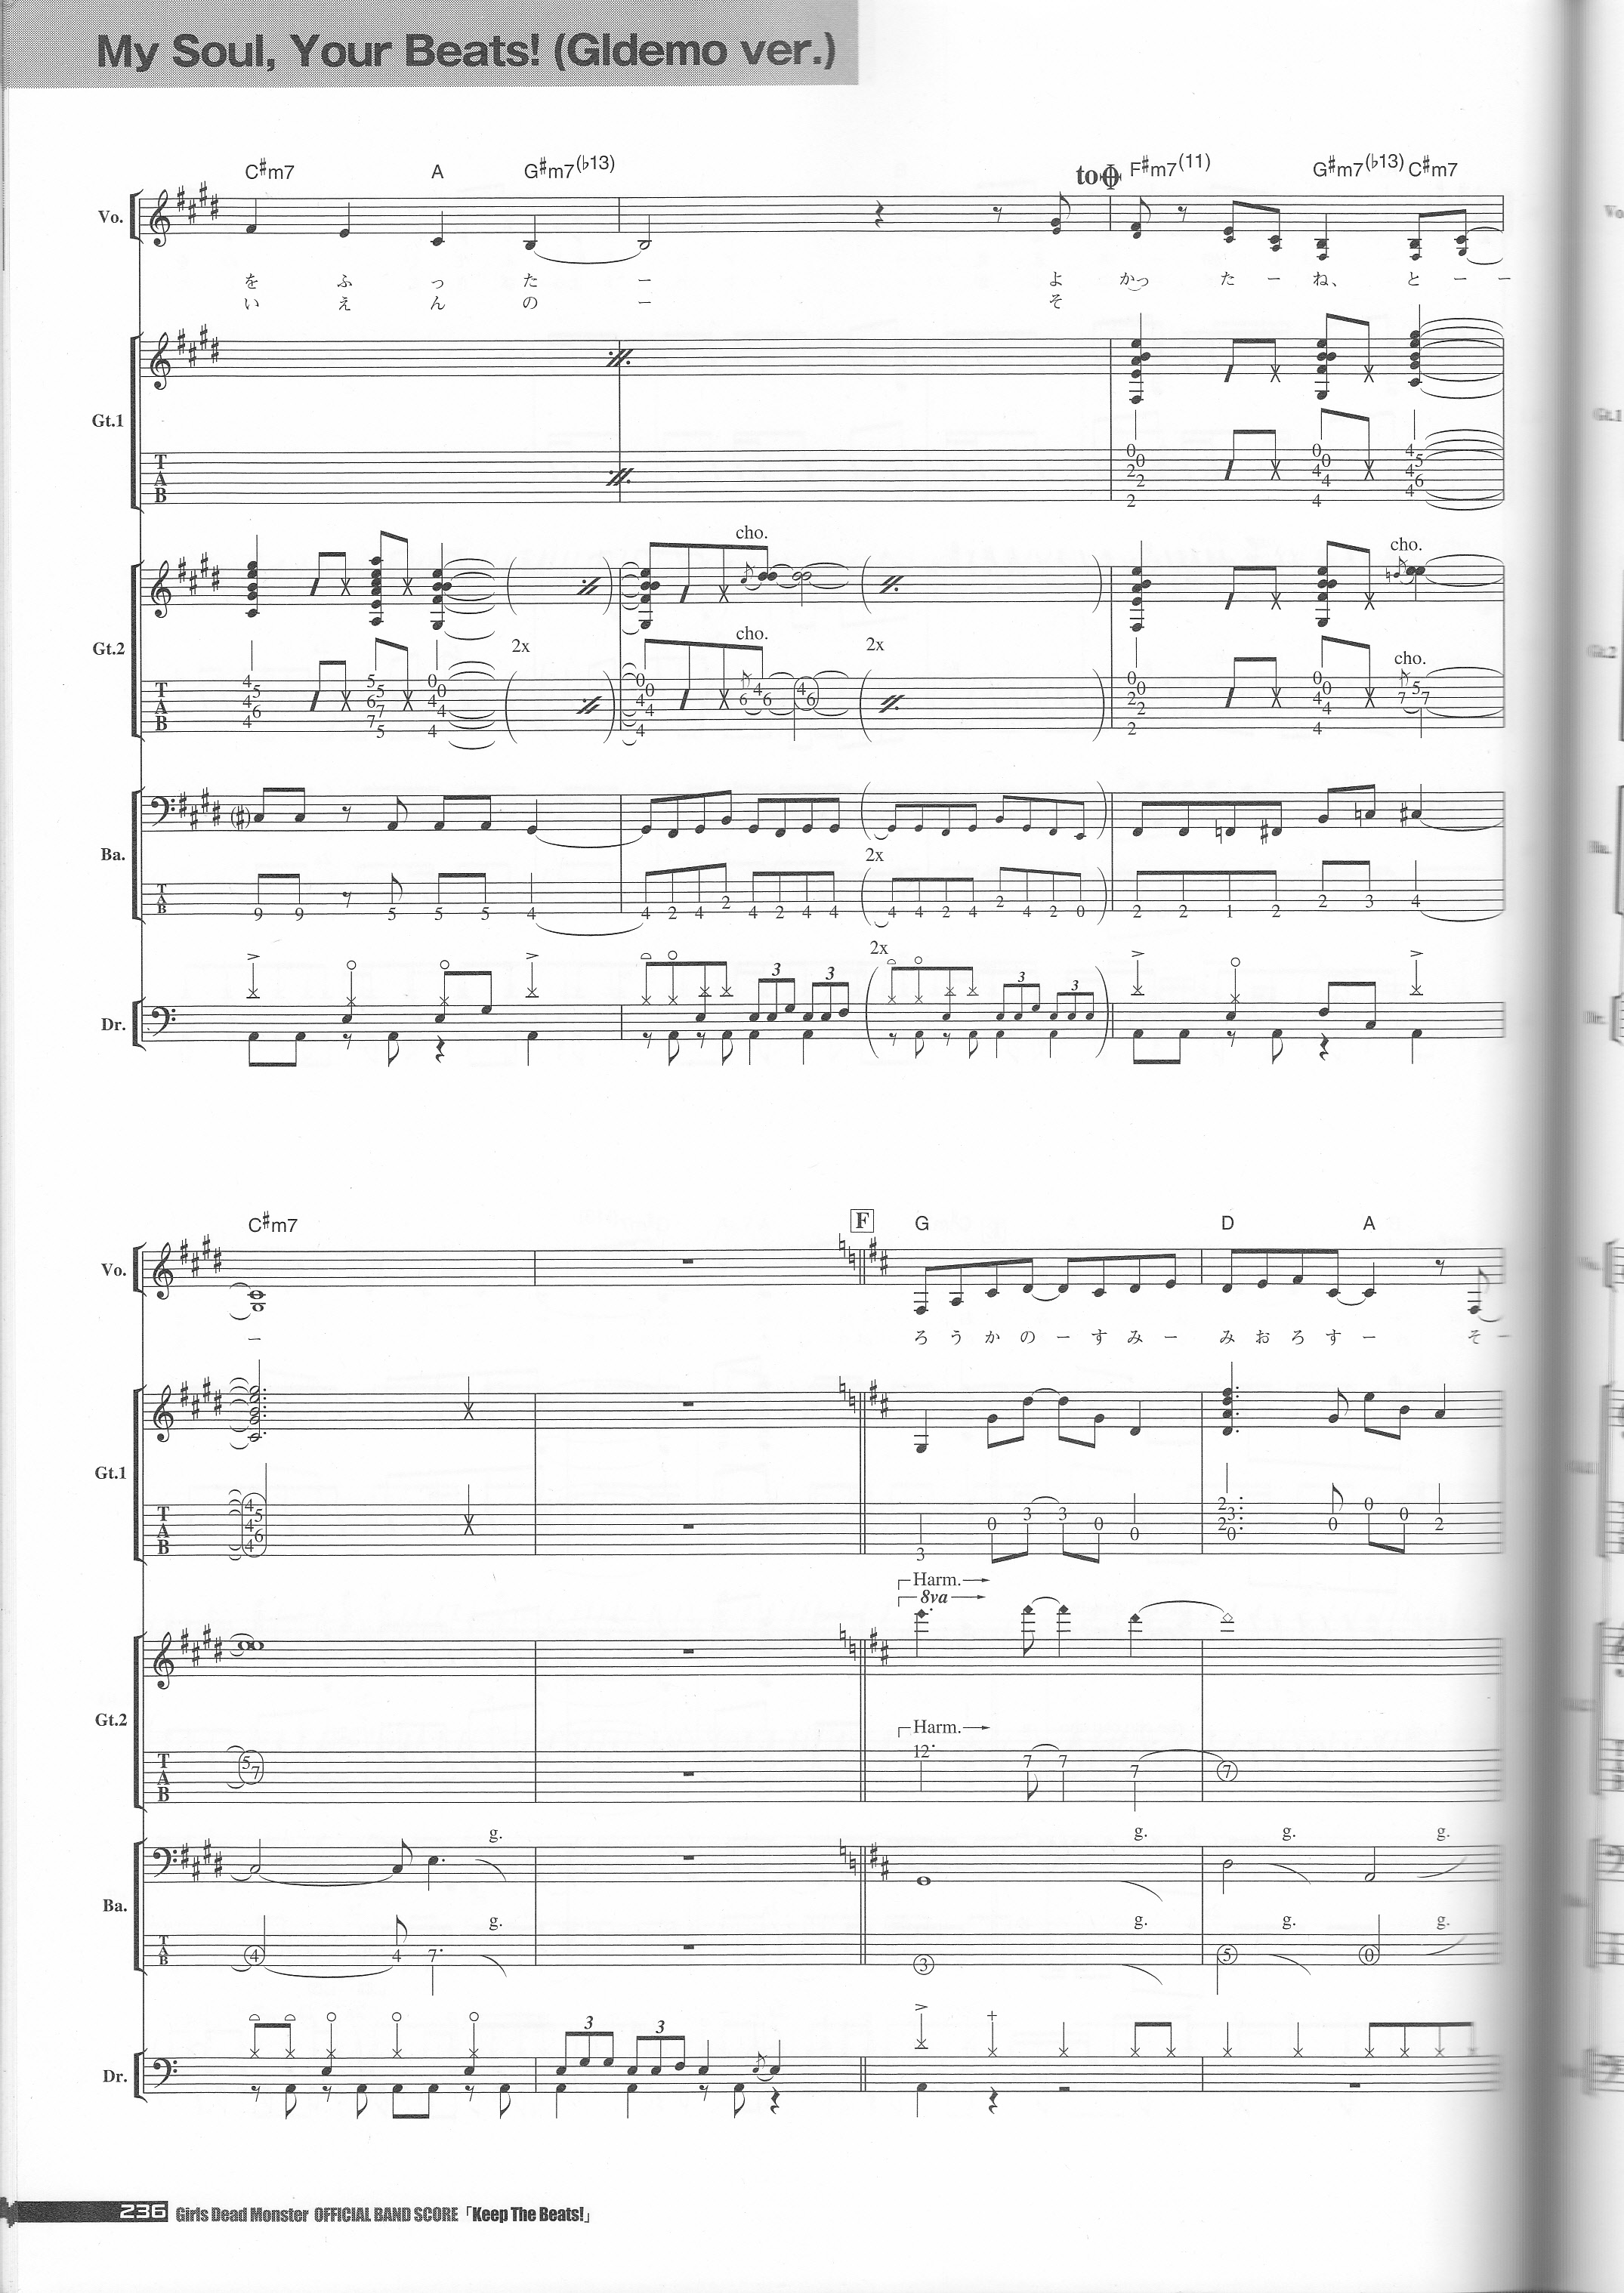 My Soul, Your Beats! (Gldemo ver.)
C#m7 A G#m7(♭13) to F#m7(11) G#m7(♭13) C#m7
Vo.
を ふ っ た ー よ かっ た ー ね、 と ー ー
い え ん の ー そ
Gt.1
T A B
0 0 2 2 2 0 0 4 4 4 4 5 4 6 4
cho. cho.
Gt.2
cho. 2x cho. 2x cho.
T A B
4 5 4 6 4 5 5 6 7 7 5 0 0 4 4 4 0 0 4 4 4 6 4 6 4 6 0 0 2 2 2 0 0 4 4 4 7 5 7
Ba.
2x
T A B
9 9 5 5 5 4 4 2 4 2 4 2 4 4 4 4 2 4 2 4 2 0 2 2 1 2 2 3 4
2x
3 3 3 3
Dr.
C#m7 F G D A
Vo.
ー ろ う か の ー す み ー み お ろ す ー そ ー
Gt.1
T A B
4 5 4 6 4 3 0 3 3 0 0 2 3 2 0 0 0 0 2
Harm.
8va
Gt.2
Harm.
T A B
5 7 12 7 7 7 7
g. g. g. g.
Ba.
g. g. g. g.
T A B
4 4 7 3 5 0
3 3
Dr.
236 Girls Dead Monster OFFICIAL BAND SCORE「Keep The Beats!」